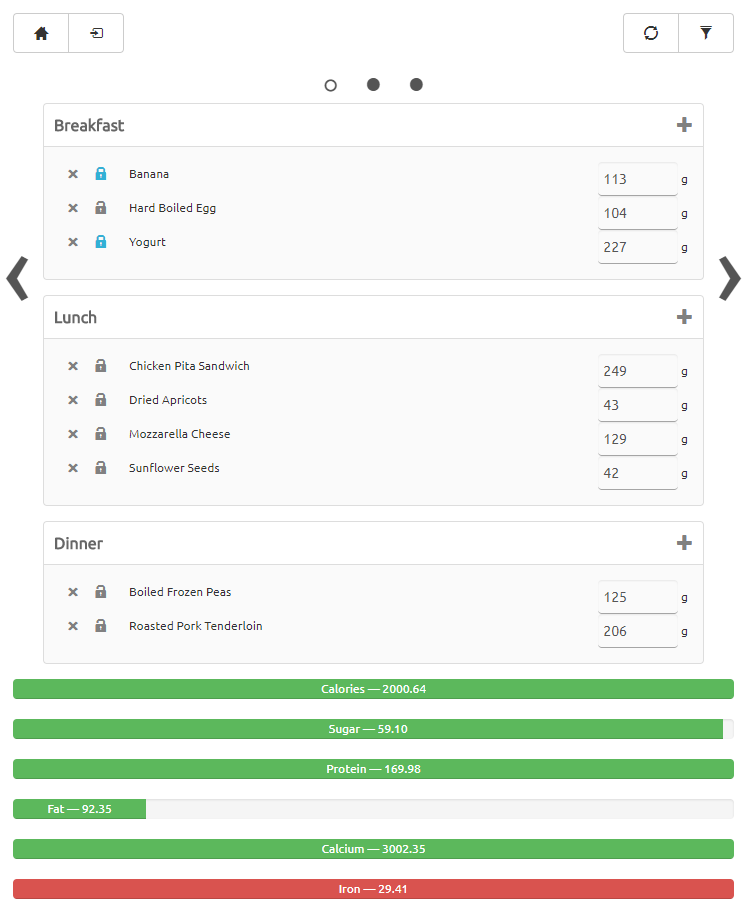 Breakfast
Banana 113 g
Hard Boiled Egg 104 g
Yogurt 227 g
Lunch
Chicken Pita Sandwich 249 g
Dried Apricots 43 g
Mozzarella Cheese 129 g
Sunflower Seeds 42 g
Dinner
Boiled Frozen Peas 125 g
Roasted Pork Tenderloin 206 g
Calories — 2000.64
Sugar — 59.10
Protein — 169.98
Fat — 92.35
Calcium — 3002.35
Iron — 29.41